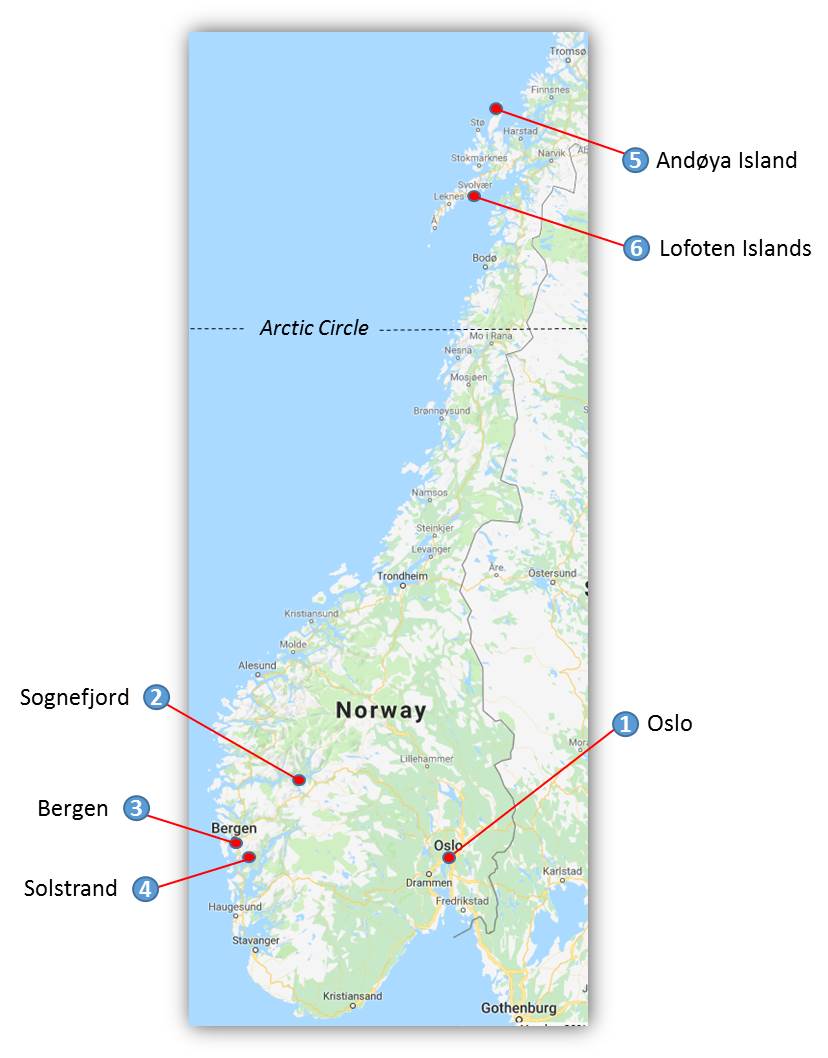 Tromsø
Finnsnes
Stø
Harstad
5 Andøya Island
Stokmarknes
Narvik
Svolvær
Leknes
Å
6 Lofoten Islands
Bodø
Arctic Circle
Mo i Rana
Nesna
Mosjøen
Brønnøysund
Namsos
Steinkjer
Levanger
Åre
Östersund
Trondheim
Kristiansund
Molde
Alesund
Sognefjord 2
Norway
1 Oslo
Lillehammer
Bergen 3
Bergen
Oslo
Solstrand 4
Drammen
Karlstad
Haugesund
Fredrikstad
Stavanger
Kristiansand
Gothenburg